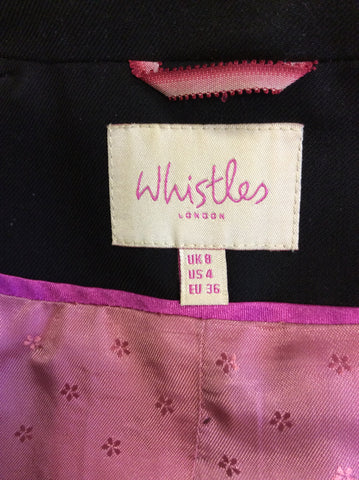 Whistles
LONDON
UK 8
US 4
EU 36